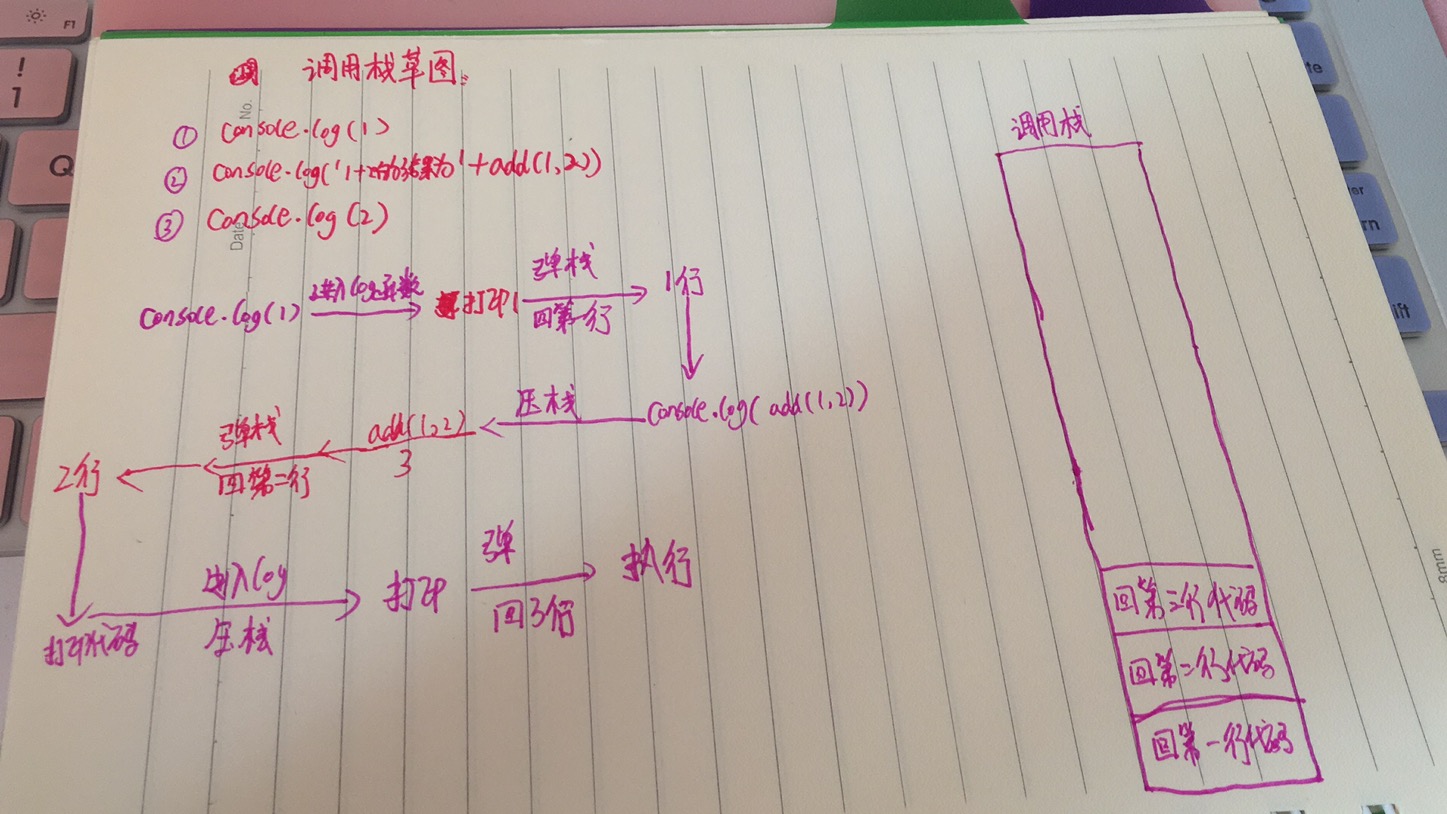 调用栈草图
① console.log(1)
② console.log('1+2的结果为'+add(1,2))
③ console.log(2)
console.log(1)
进入log函数
打印1
弹栈
回第一行
1行
console.log( add(1,2))
压栈
add(1,2)
3
弹栈
回第二行
2行
打印代码
进入log
压栈
打印
弹
回3行
执行
调用栈
回第三行代码
回第二行代码
回第一行代码
No.
Date
8mm
F1
!
1
Q